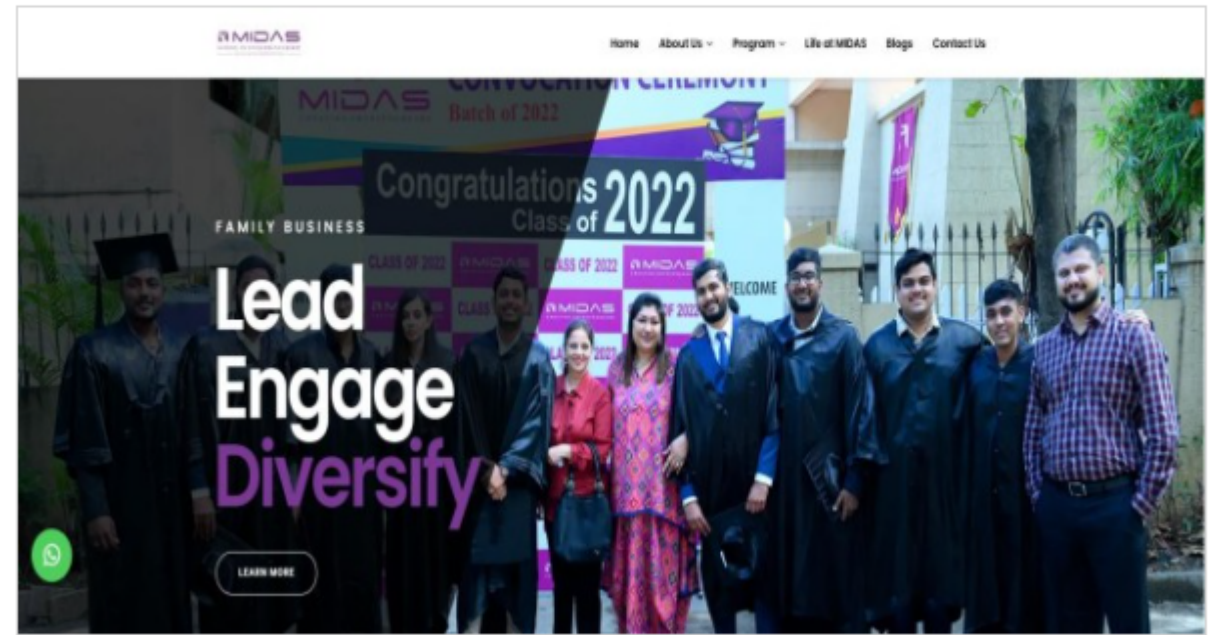 MIDAS
Home About Us Program Life at MIDAS Blogs Contact Us
CONVOCATION CEREMONY
MIDAS
Batch of 2022
Congratulations 2022
Class of
FAMILY BUSINESS
CLASS OF 2022 MIDAS CLASS OF 2022 MIDAS
WELCOME
Lead
Engage
Diversify
LEARN MORE